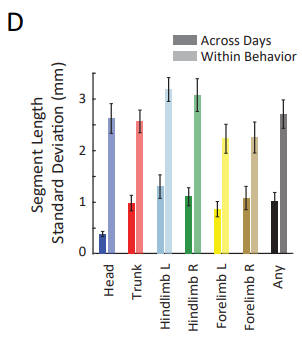 D
Across Days
Within Behavior
Segment Length
Standard Deviation (mm)
3
2
1
0
Head
Trunk
Hindlimb L
Hindlimb R
Forelimb L
Forelimb R
Any